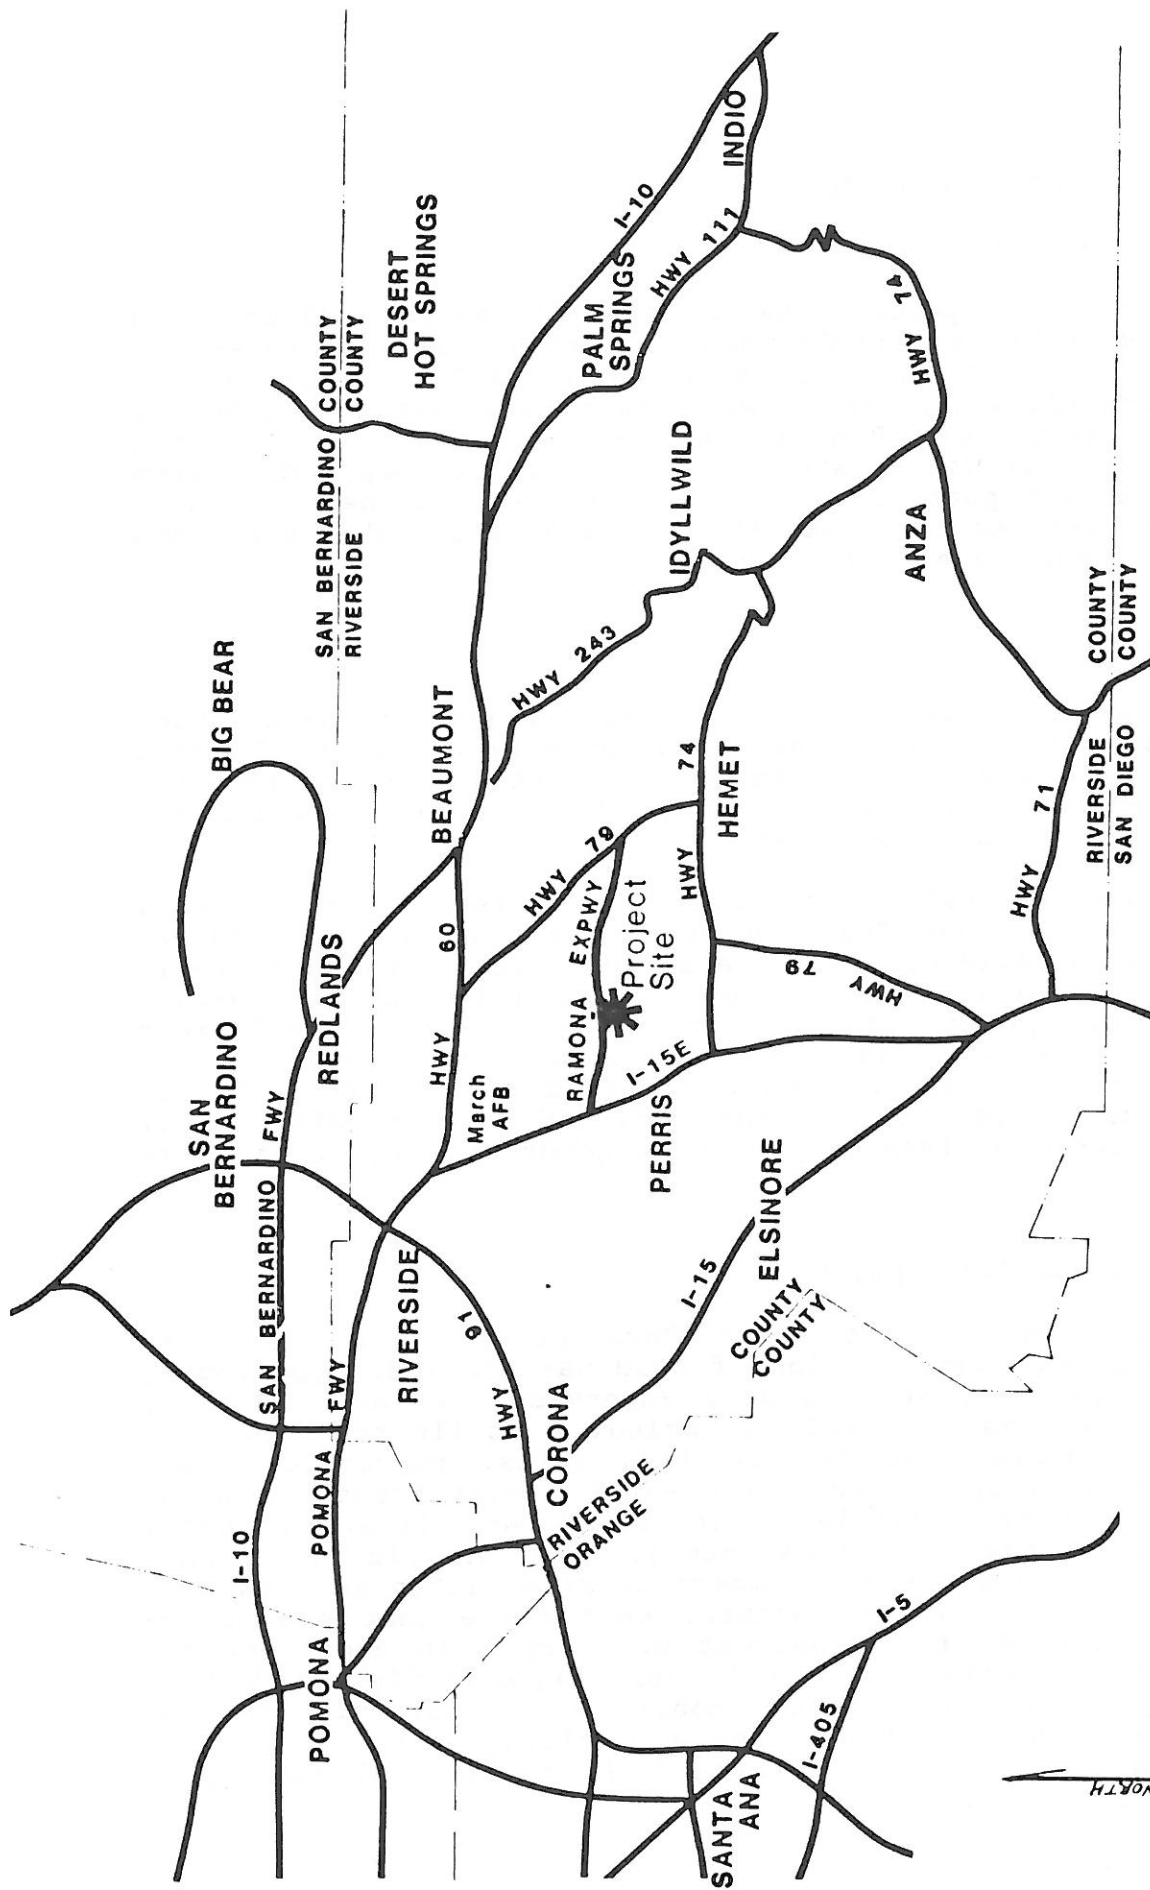 SAN BERNARDINO COUNTY
RIVERSIDE COUNTY
BIG BEAR
DESERT
HOT SPRINGS
SAN
BERNARDINO
REDLANDS
SAN BERNARDINO FWY
I-10
POMONA FWY
POMONA
RIVERSIDE
HWY 60
BEAUMONT
I-10
PALM
SPRINGS
HWY 111
INDIO
HWY 243
IDYLLWILD
HWY 79
March
AFB
RAMONA EXPWY
Project
Site
I-15E
PERRIS
HWY 74
HEMET
HWY 74
ANZA
HWY 79
HWY 71
HWY 91
CORONA
I-15
ELSINORE
RIVERSIDE COUNTY
ORANGE COUNTY
RIVERSIDE COUNTY
SAN DIEGO COUNTY
I-5
I-405
SANTA
ANA
NORTH